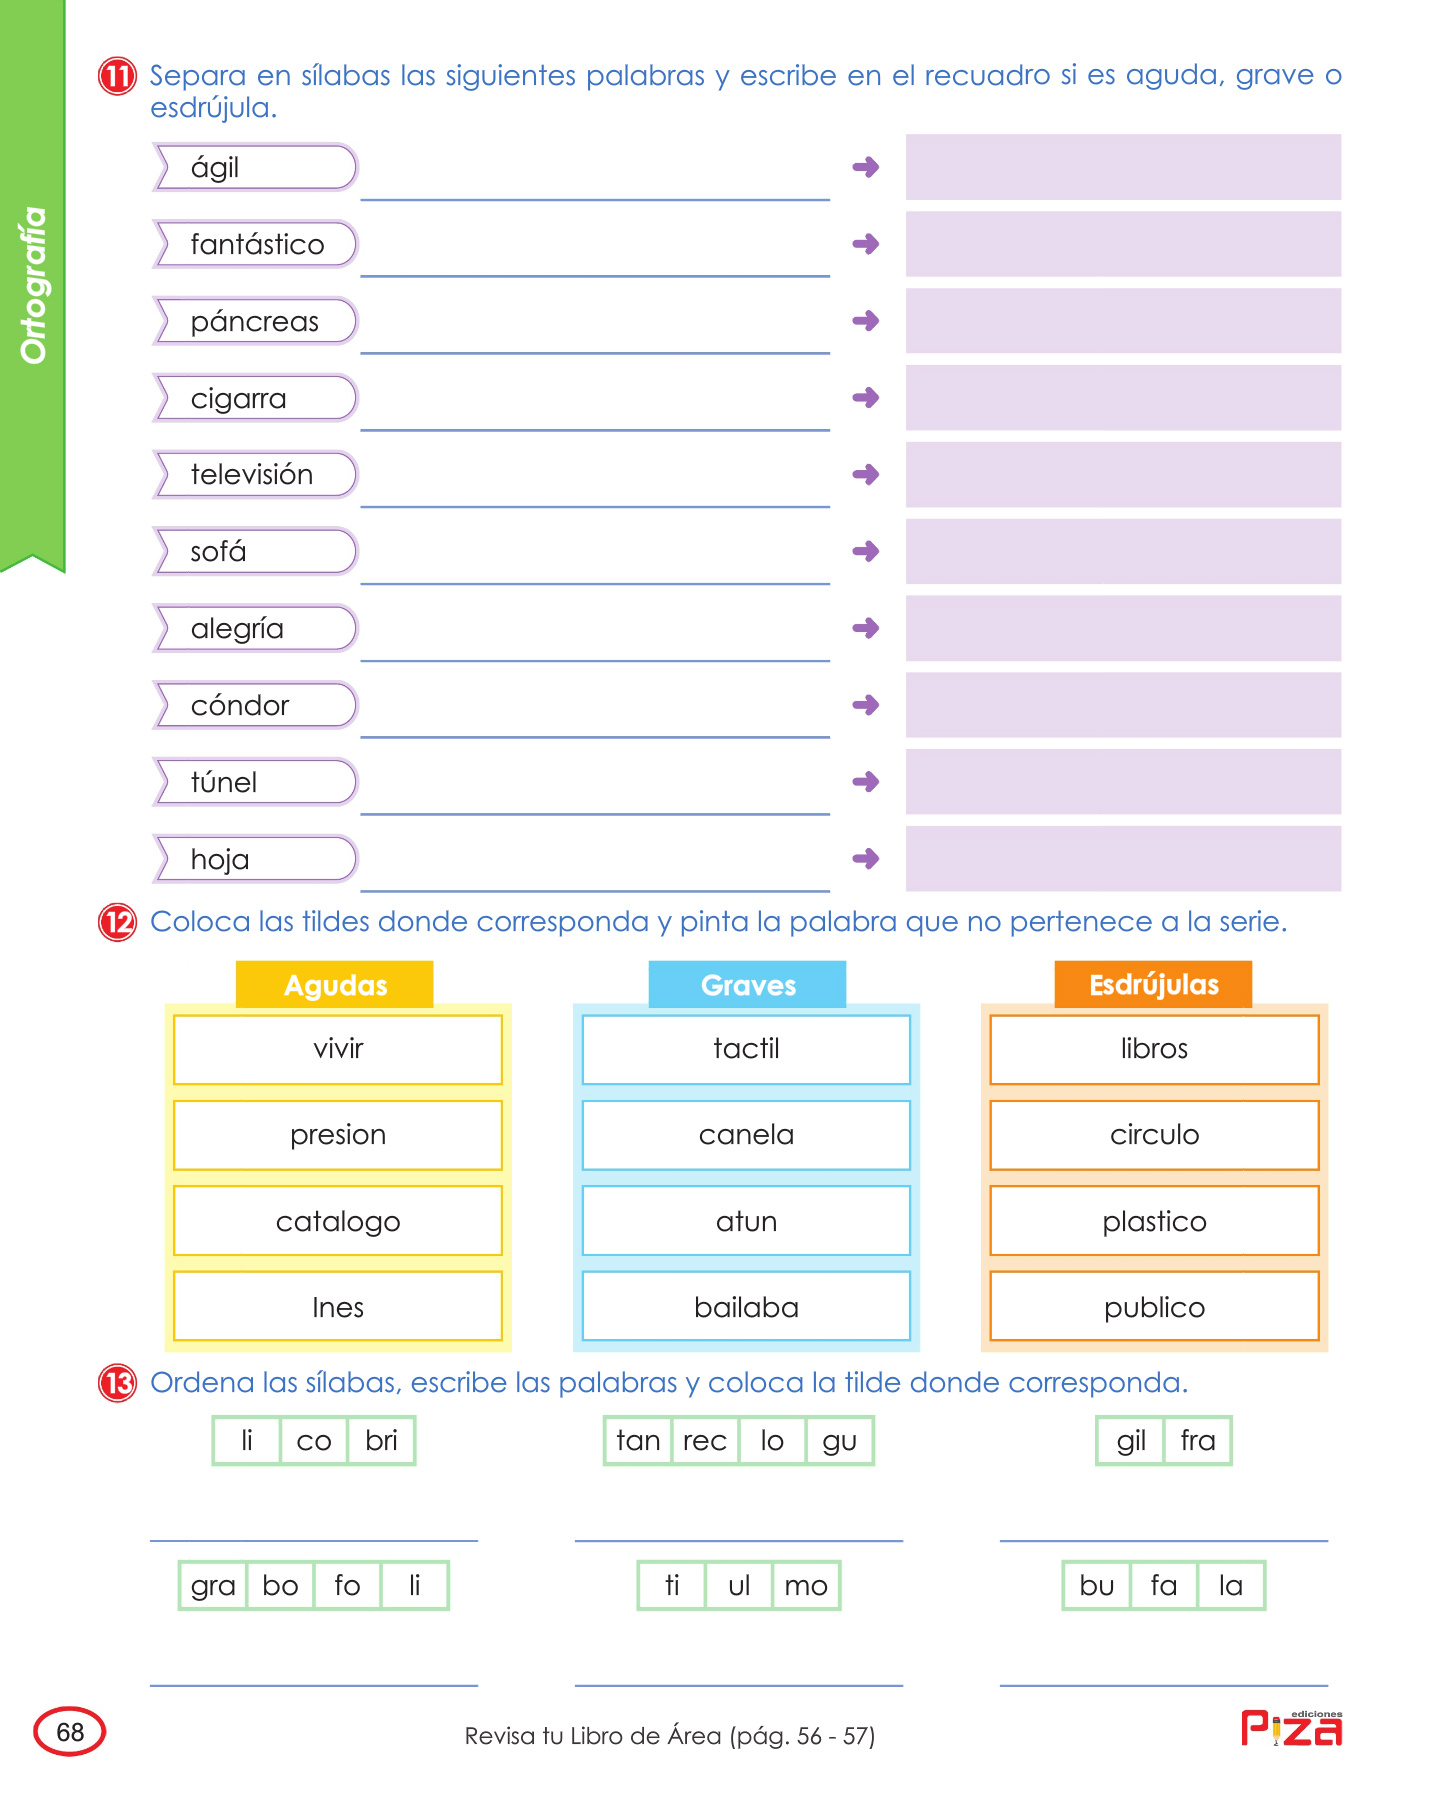 Ortografía
11 Separa en sílabas las siguientes palabras y escribe en el recuadro si es aguda, grave o
esdrújula.
ágil
fantástico
páncreas
cigarra
televisión
sofá
alegría
cóndor
túnel
hoja
12 Coloca las tildes donde corresponda y pinta la palabra que no pertenece a la serie.
Agudas
vivir
presion
catalogo
Ines
Graves
tactil
canela
atun
bailaba
Esdrújulas
libros
circulo
plastico
publico
13 Ordena las sílabas, escribe las palabras y coloca la tilde donde corresponda.
li co bri
tan rec lo gu
gil fra
gra bo fo li
ti ul mo
bu fa la
68
Revisa tu Libro de Área (pág. 56 - 57)
ediciones
Piza